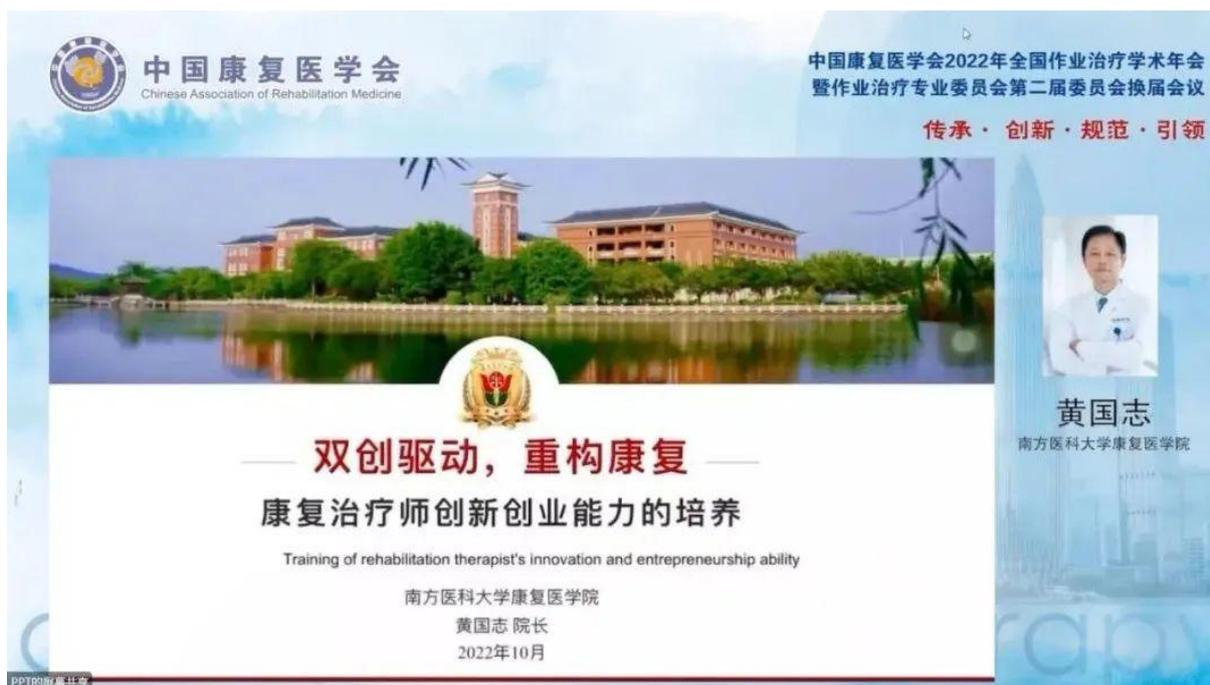 中国康复医学会
Chinese Association of Rehabilitation Medicine
中国康复医学会2022年全国作业治疗学术年会
暨作业治疗专业委员会第二届委员会换届会议
传承 · 创新 · 规范 · 引领
双创驱动，重构康复
康复治疗师创新创业能力的培养
Training of rehabilitation therapist's innovation and entrepreneurship ability
南方医科大学康复医学院
黄国志 院长
2022年10月
黄国志
南方医科大学康复医学院